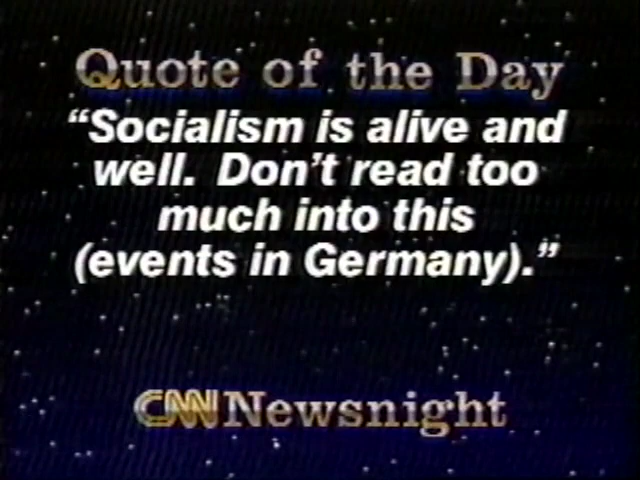 Quote of the Day
“Socialism is alive and
well. Don’t read too
much into this
(events in Germany).”
CNN Newsnight